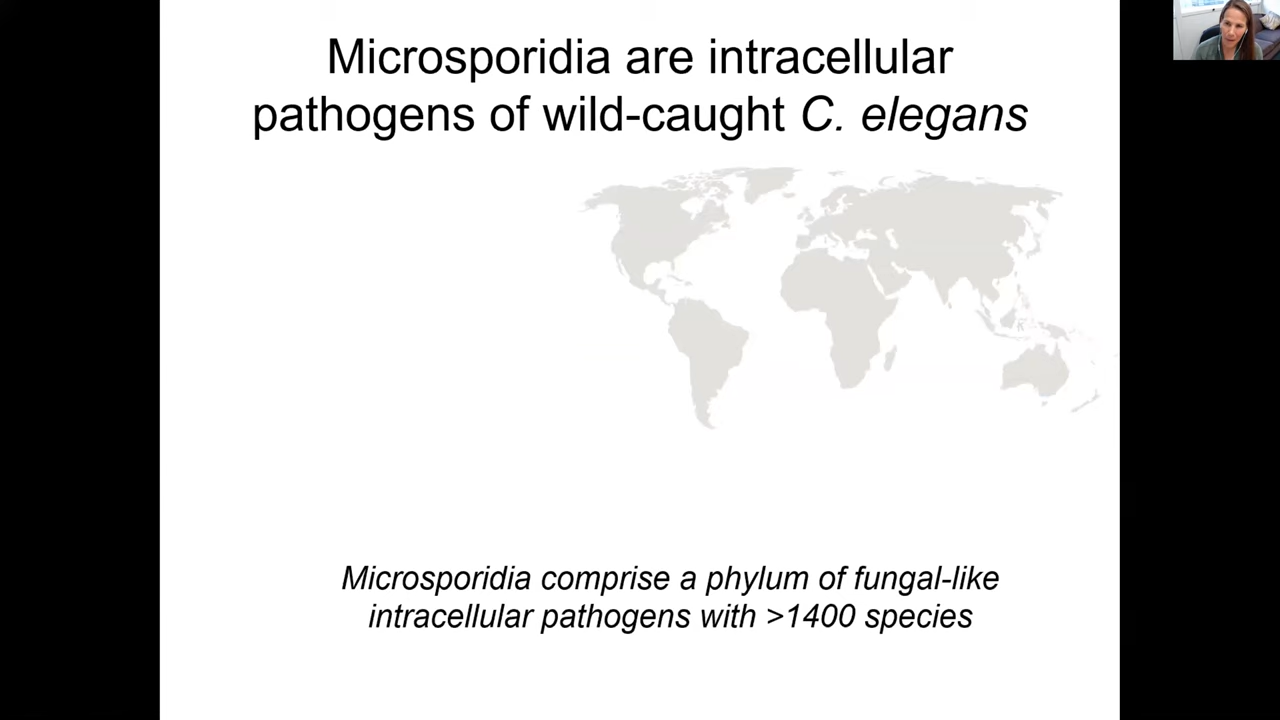 Microsporidia are intracellular
pathogens of wild-caught C. elegans
Microsporidia comprise a phylum of fungal-like
intracellular pathogens with >1400 species